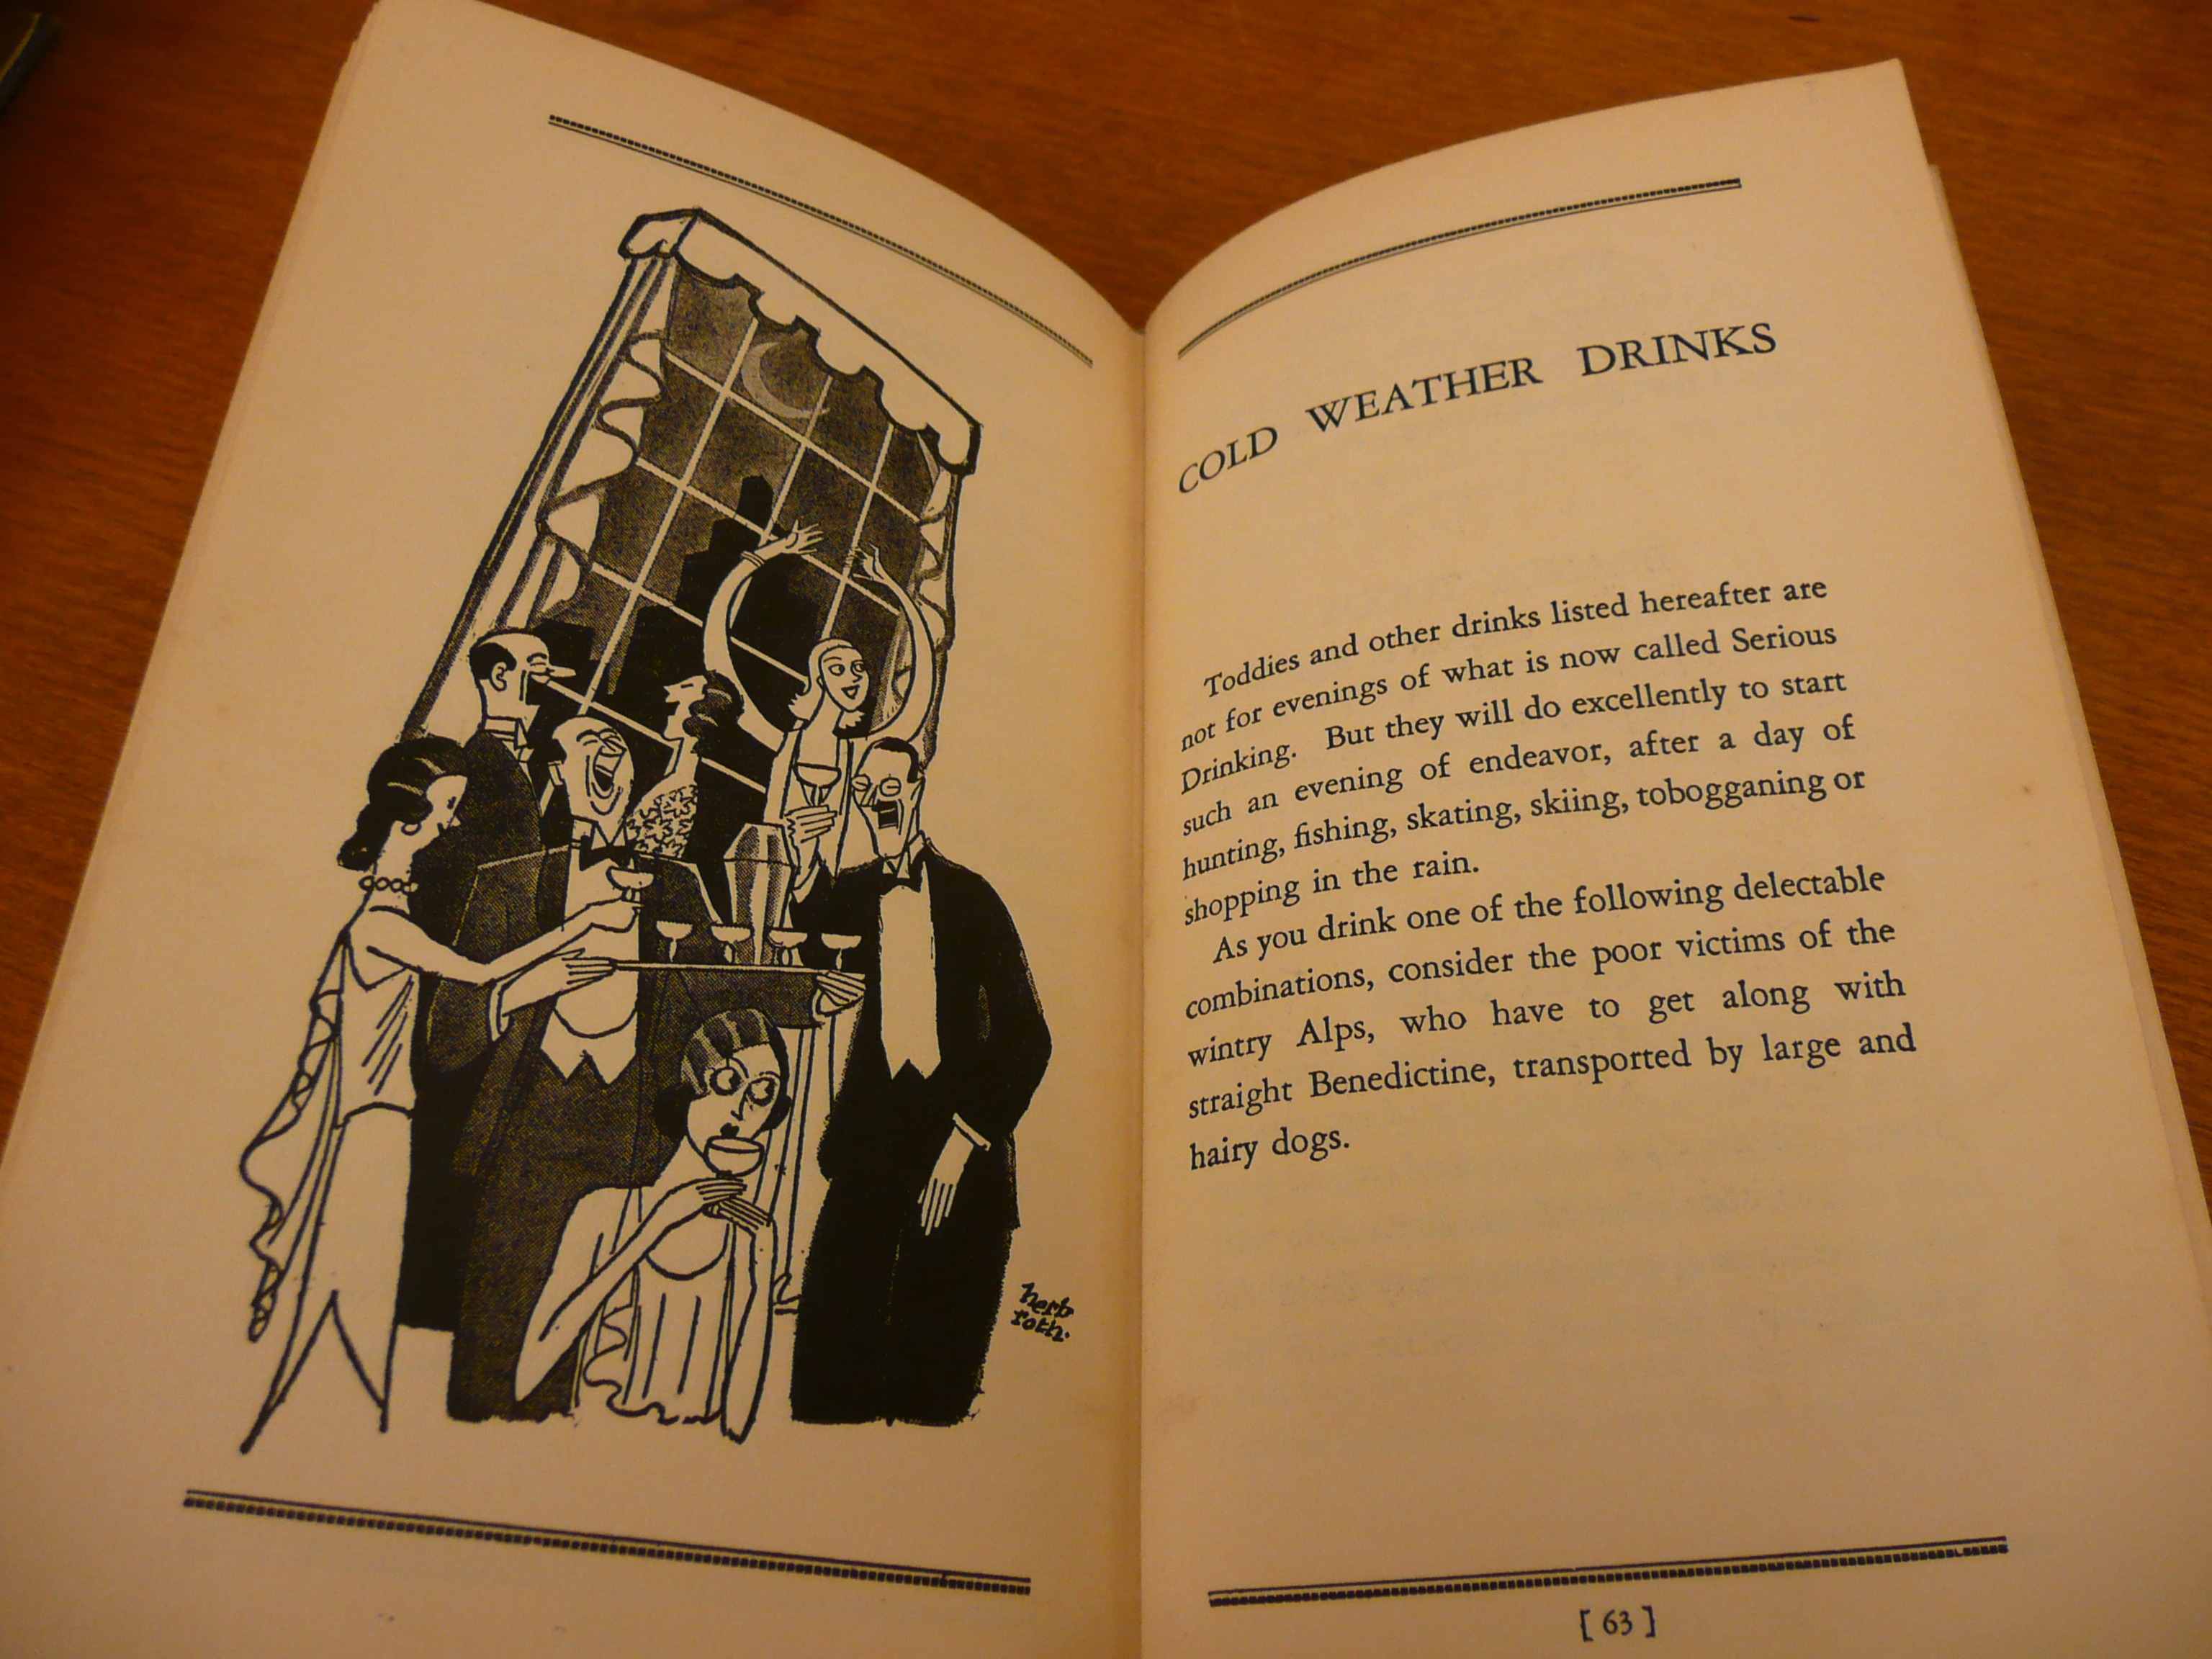 herb
roth.
COLD WEATHER DRINKS
Toddies and other drinks listed hereafter are
not for evenings of what is now called Serious
Drinking. But they will do excellently to start
such an evening of endeavor, after a day of
hunting, fishing, skating, skiing, tobogganing or
shopping in the rain.
As you drink one of the following delectable
combinations, consider the poor victims of the
wintry Alps, who have to get along with
straight Benedictine, transported by large and
hairy dogs.
[ 63 ]